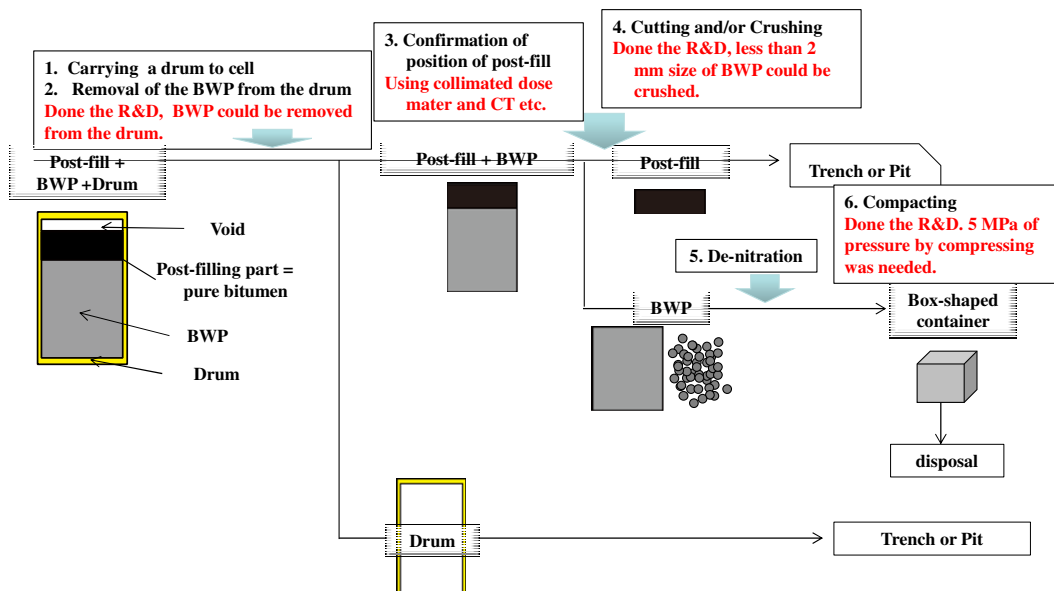 1. Carrying a drum to cell
2. Removal of the BWP from the drum
Done the R&D, BWP could be removed
from the drum.
3. Confirmation of
position of post-fill
Using collimated dose
mater and CT etc.
4. Cutting and/or Crushing
Done the R&D, less than 2
mm size of BWP could be
crushed.
Post-fill +
BWP +Drum
Post-fill + BWP
Post-fill
Trench or Pit
6. Compacting
Done the R&D. 5 MPa of
pressure by compressing
was needed.
Void
Post-filling part =
pure bitumen
BWP
Drum
5. De-nitration
BWP
Box-shaped
container
disposal
Drum
Trench or Pit